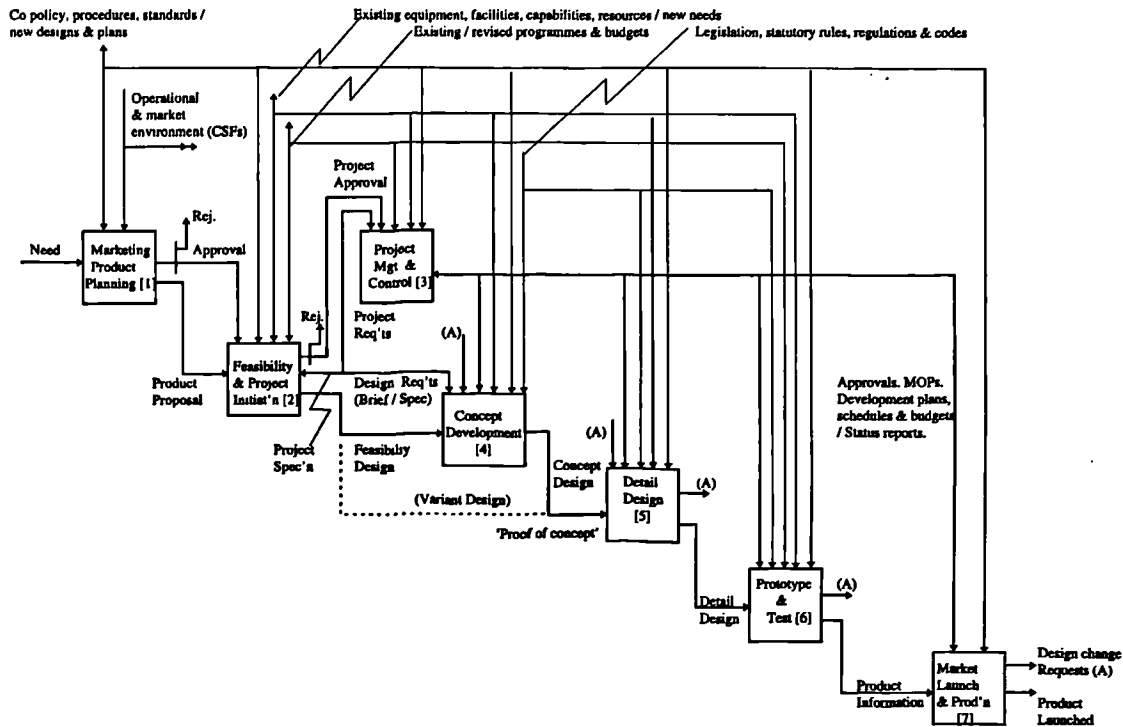 Co policy, procedures, standards /
new designs & plans
Existing equipment, facilities, capabilities, resources / new needs
Existing / revised programmes & budgets
Legislation, statutory rules, regulations & codes
Operational
& market
environment (CSFs)
Project
Approval
Rej.
Need
Marketing
Product
Planning [1]
Approval
Project
Mgt &
Control [3]
Rej.
Project
Req'ts
(A)
Product
Proposal
Feasibility
& Project
Initiat'n [2]
Design Req'ts
(Brief / Spec)
Concept
Development
[4]
Approvals. MOPs.
Development plans,
schedules & budgets
/ Status reports.
Project
Spec'n
Feasibility
Design
(A)
Concept
Design
Detail
Design
[5]
(A)
(Variant Design)
'Proof of concept'
Detail
Design
Prototype
&
Test [6]
(A)
Product
Information
Market
Launch
& Prod'n
[7]
Design change
Requests (A)
Product
Launched